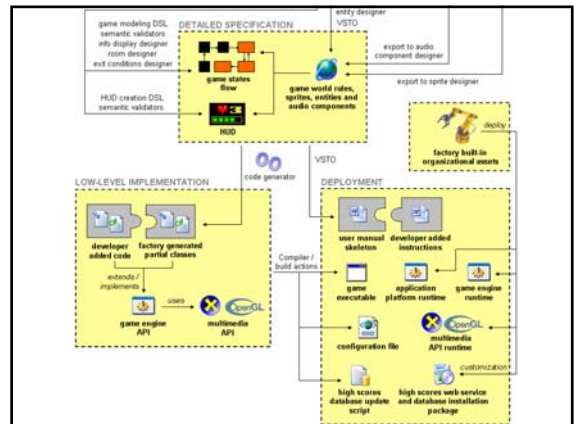 entity designer
VSTO
DETAILED SPECIFICATION
game modeling DSL
semantic validators
info display designer
room designer
exit conditions designer
export to audio
component designer
game states
flow
game world rules,
sprites, entities and
audio components
export to sprite designer
HUD creation DSL
semantic validators
HUD
deploy
factory built-in
organizational assets
code generator
VSTO
LOW-LEVEL IMPLEMENTATION
developer
added code
factory generated
partial classes
extends /
implements
uses
game engine
API
OpenGL
multimedia
API
Compiler /
build actions
DEPLOYMENT
user manual
skeleton
developer added
instructions
game
executable
application
platform runtime
game engine
runtime
configuration file
OpenGL
multimedia
API runtime
customization
high scores
database update
script
high scores web service
and database installation
package